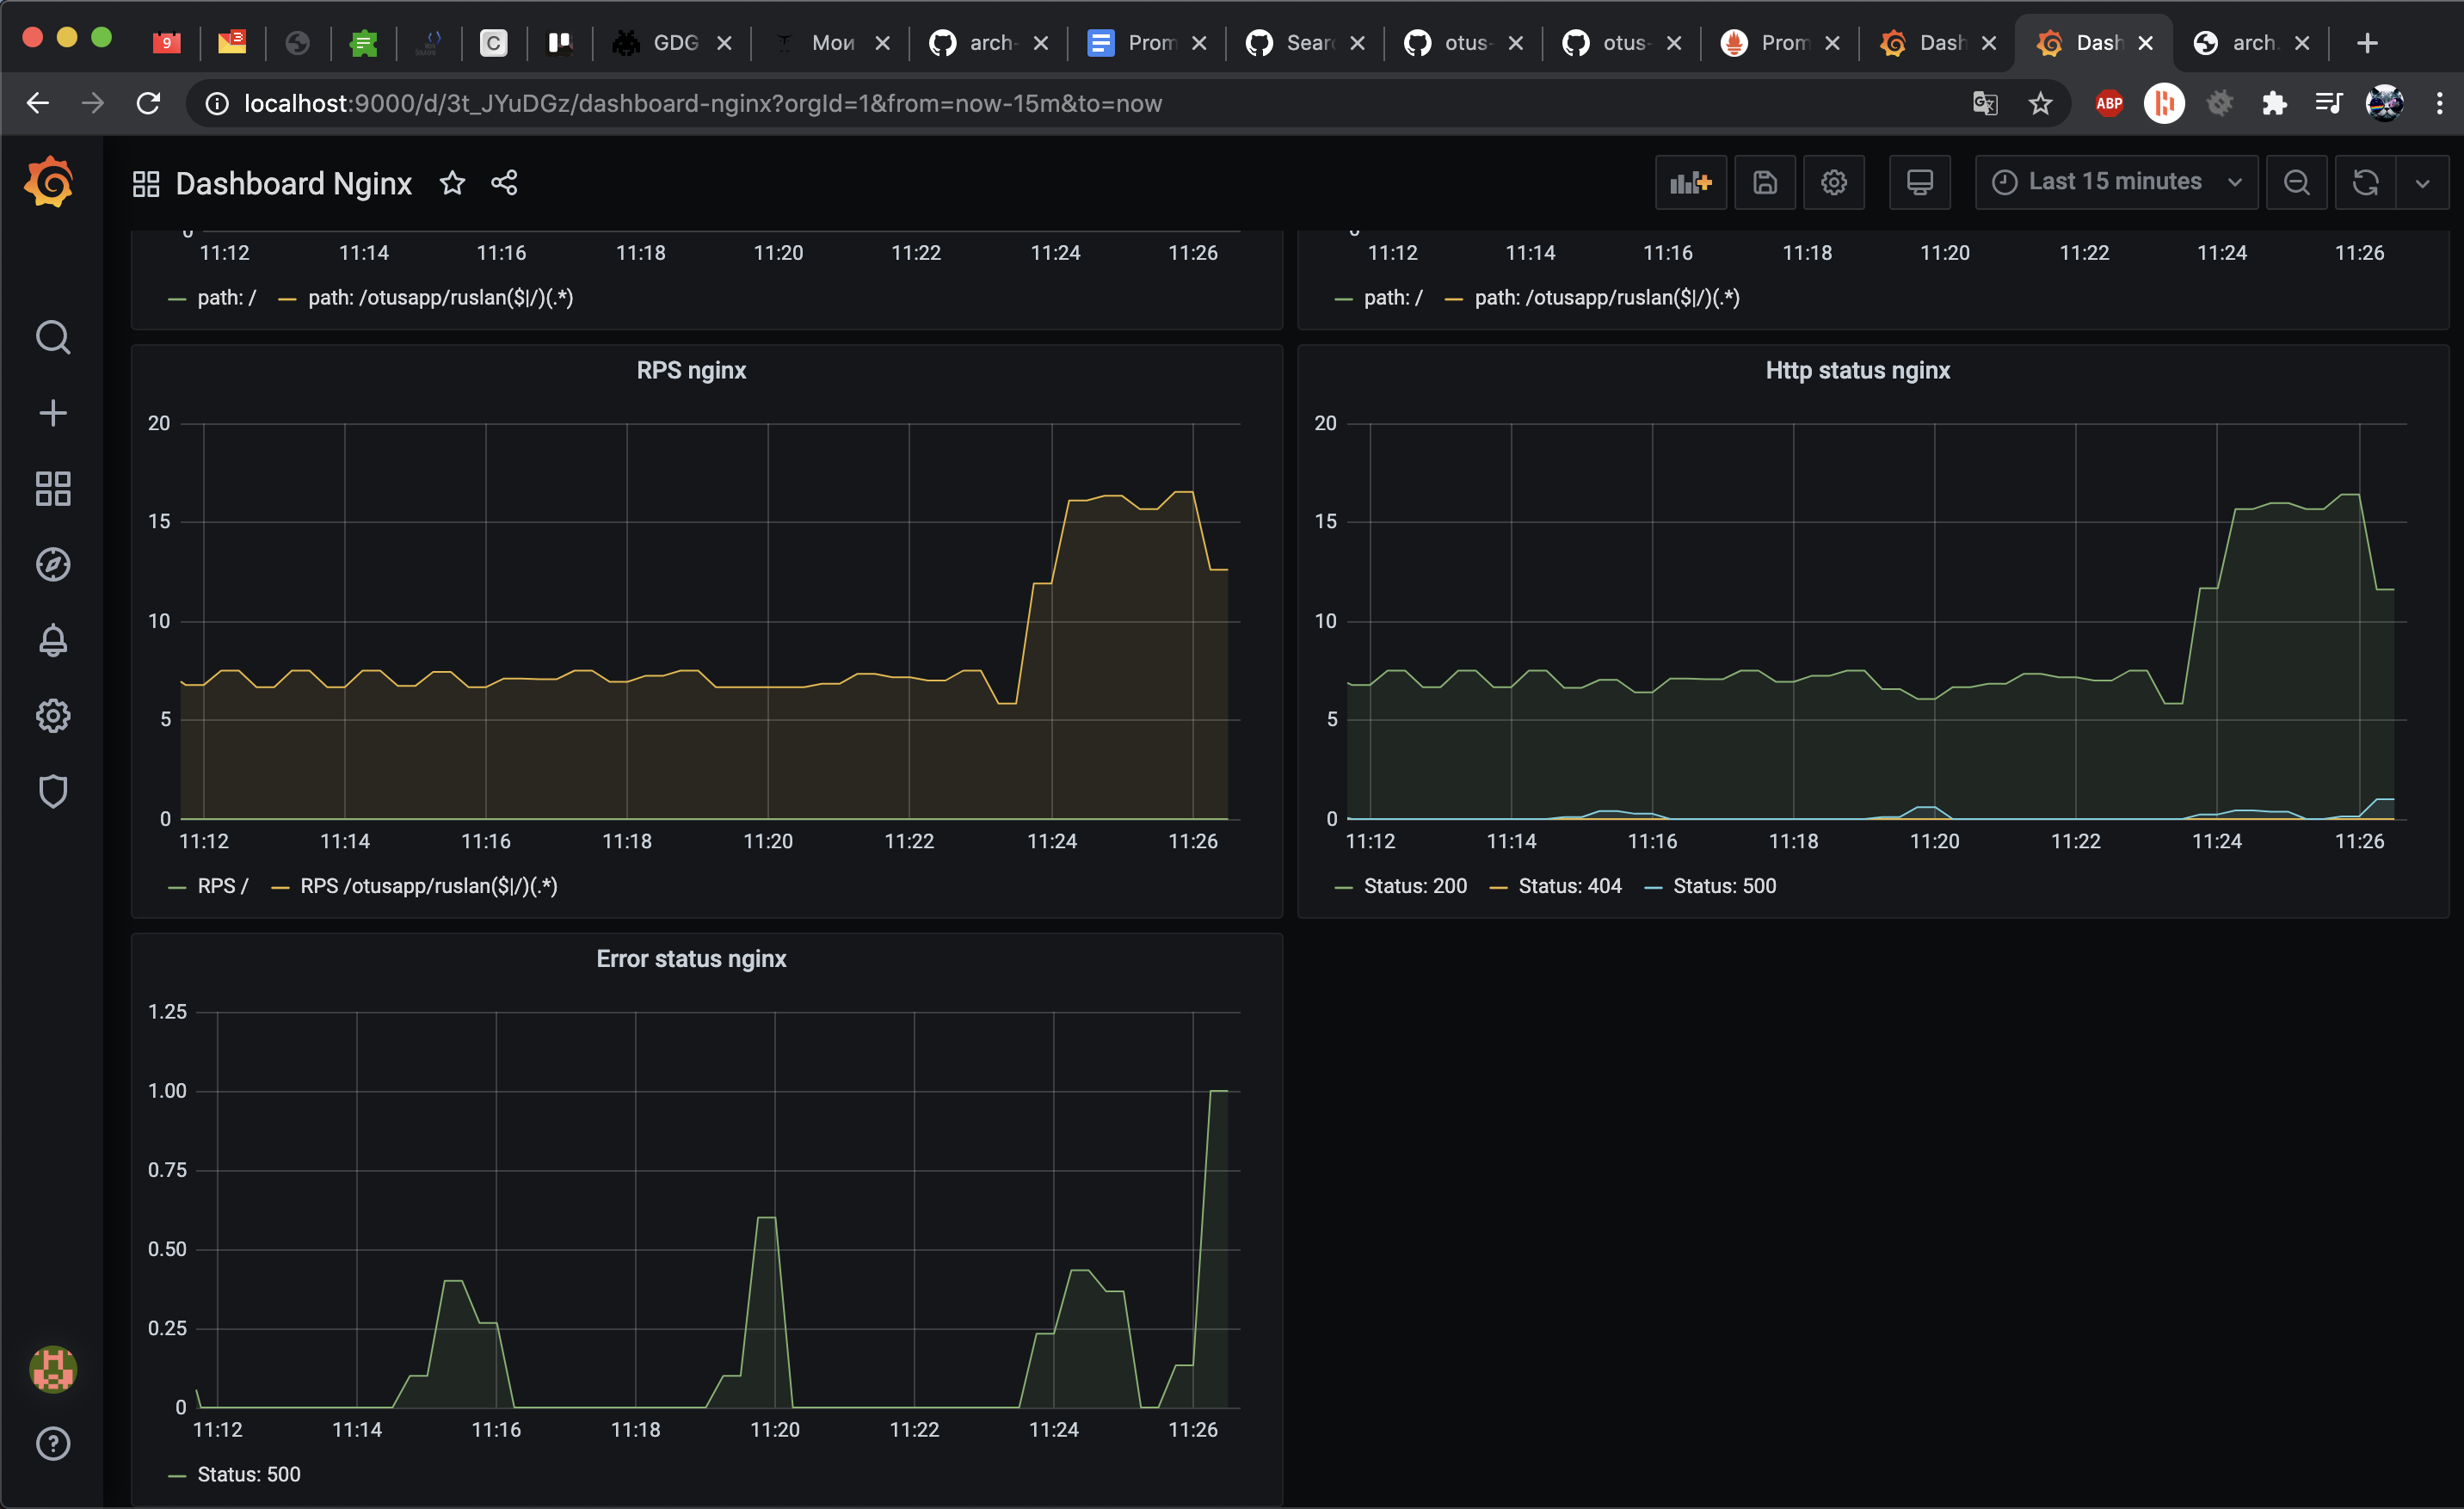 9 3 C GDG Мои arch- Prom Sear otus- otus- Prom Dash Dash arch.
localhost:9000/d/3t_JYuDGz/dashboard-nginx?orgId=1&from=now-15m&to=now ABP
Dashboard Nginx Last 15 minutes
0
11:12 11:14 11:16 11:18 11:20 11:22 11:24 11:26
path: / path: /otusapp/ruslan($|/)(.*)
0
11:12 11:14 11:16 11:18 11:20 11:22 11:24 11:26
path: / path: /otusapp/ruslan($|/)(.*)
RPS nginx
20
15
10
5
0
11:12 11:14 11:16 11:18 11:20 11:22 11:24 11:26
RPS / RPS /otusapp/ruslan($|/)(.*)
Http status nginx
20
15
10
5
0
11:12 11:14 11:16 11:18 11:20 11:22 11:24 11:26
Status: 200 Status: 404 Status: 500
Error status nginx
1.25
1.00
0.75
0.50
0.25
0
11:12 11:14 11:16 11:18 11:20 11:22 11:24 11:26
Status: 500